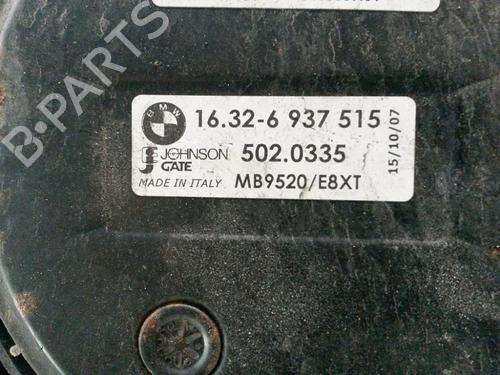 BMW
16.32-6 937 515
JOHNSON
GATE
502.0335
MADE IN ITALY
MB9520/E8XT
15/10/07
B-PARTS